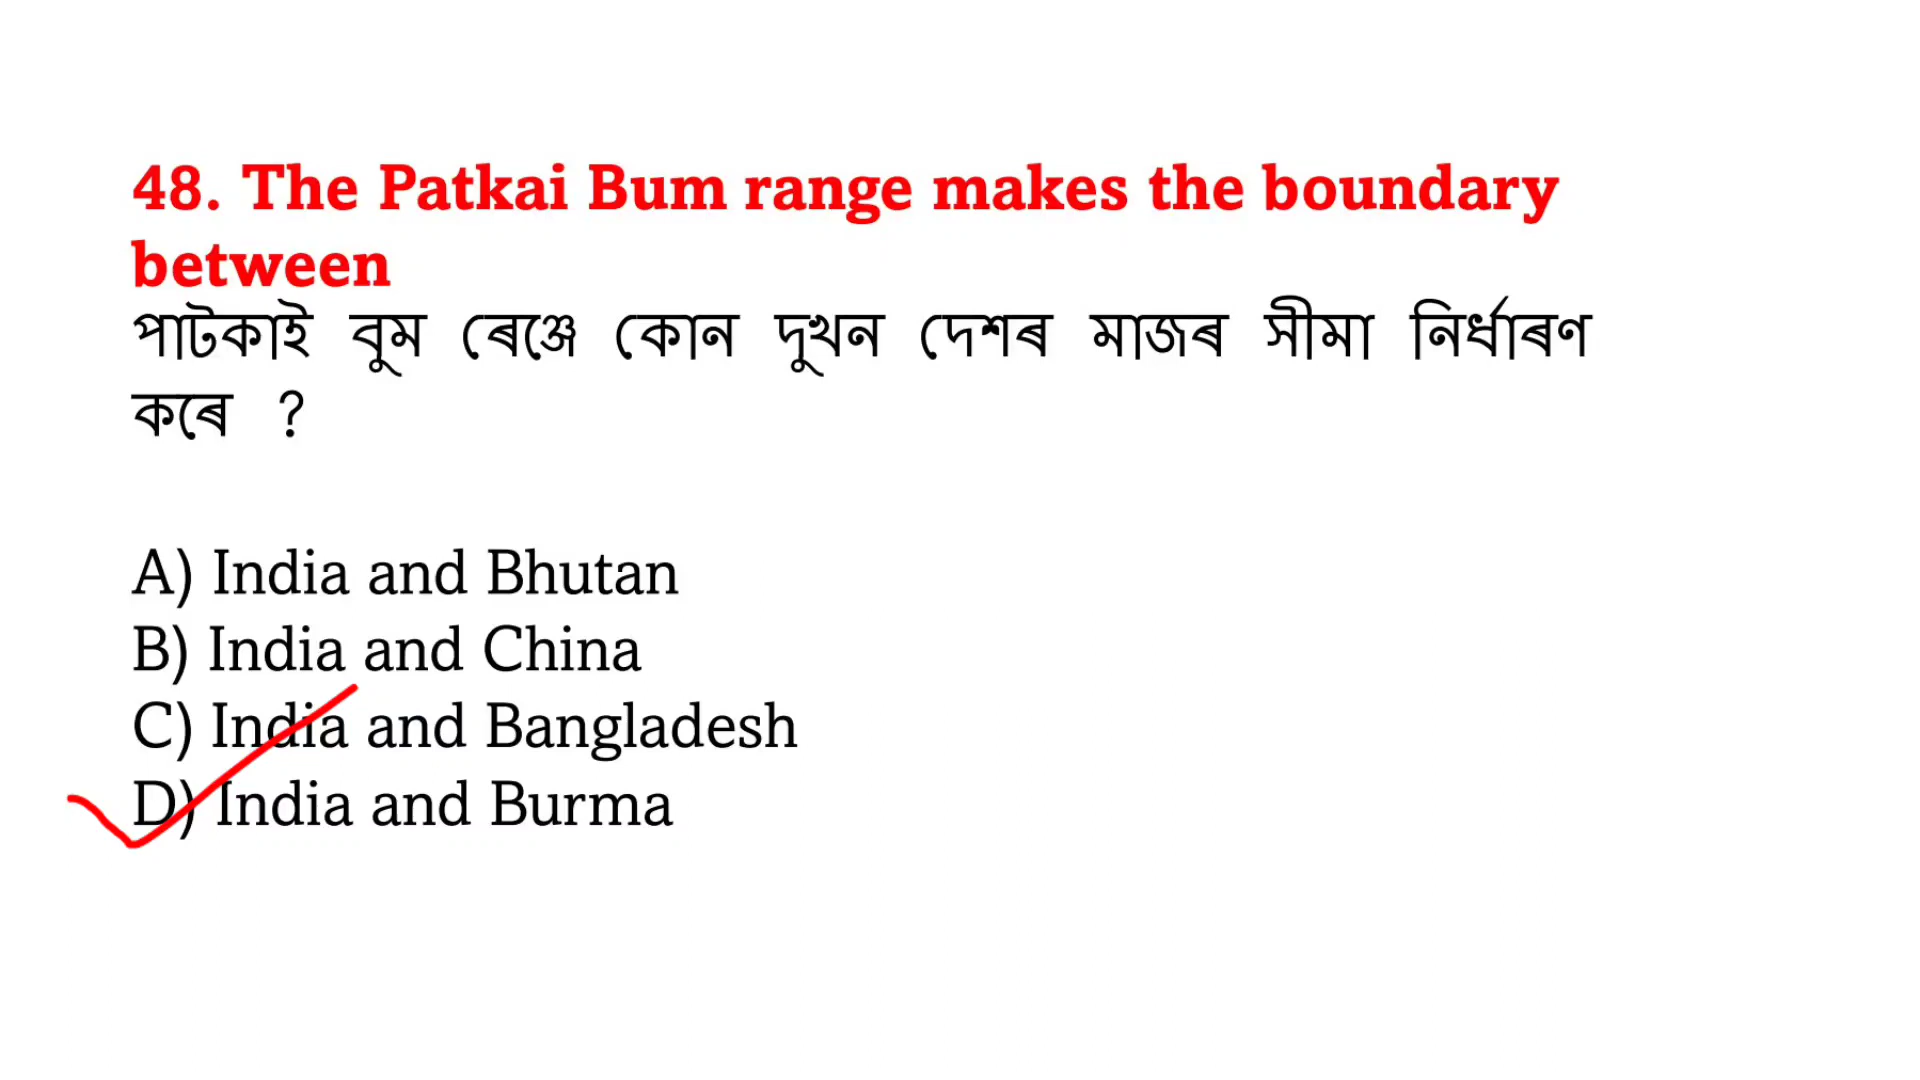 48. The Patkai Bum range makes the boundary
between
পাটকাই বুম ৰেঞ্জে কোন দুখন দেশৰ মাজৰ সীমা নিৰ্ধাৰণ
কৰে ?
A) India and Bhutan
B) India and China
C) India and Bangladesh
D) India and Burma